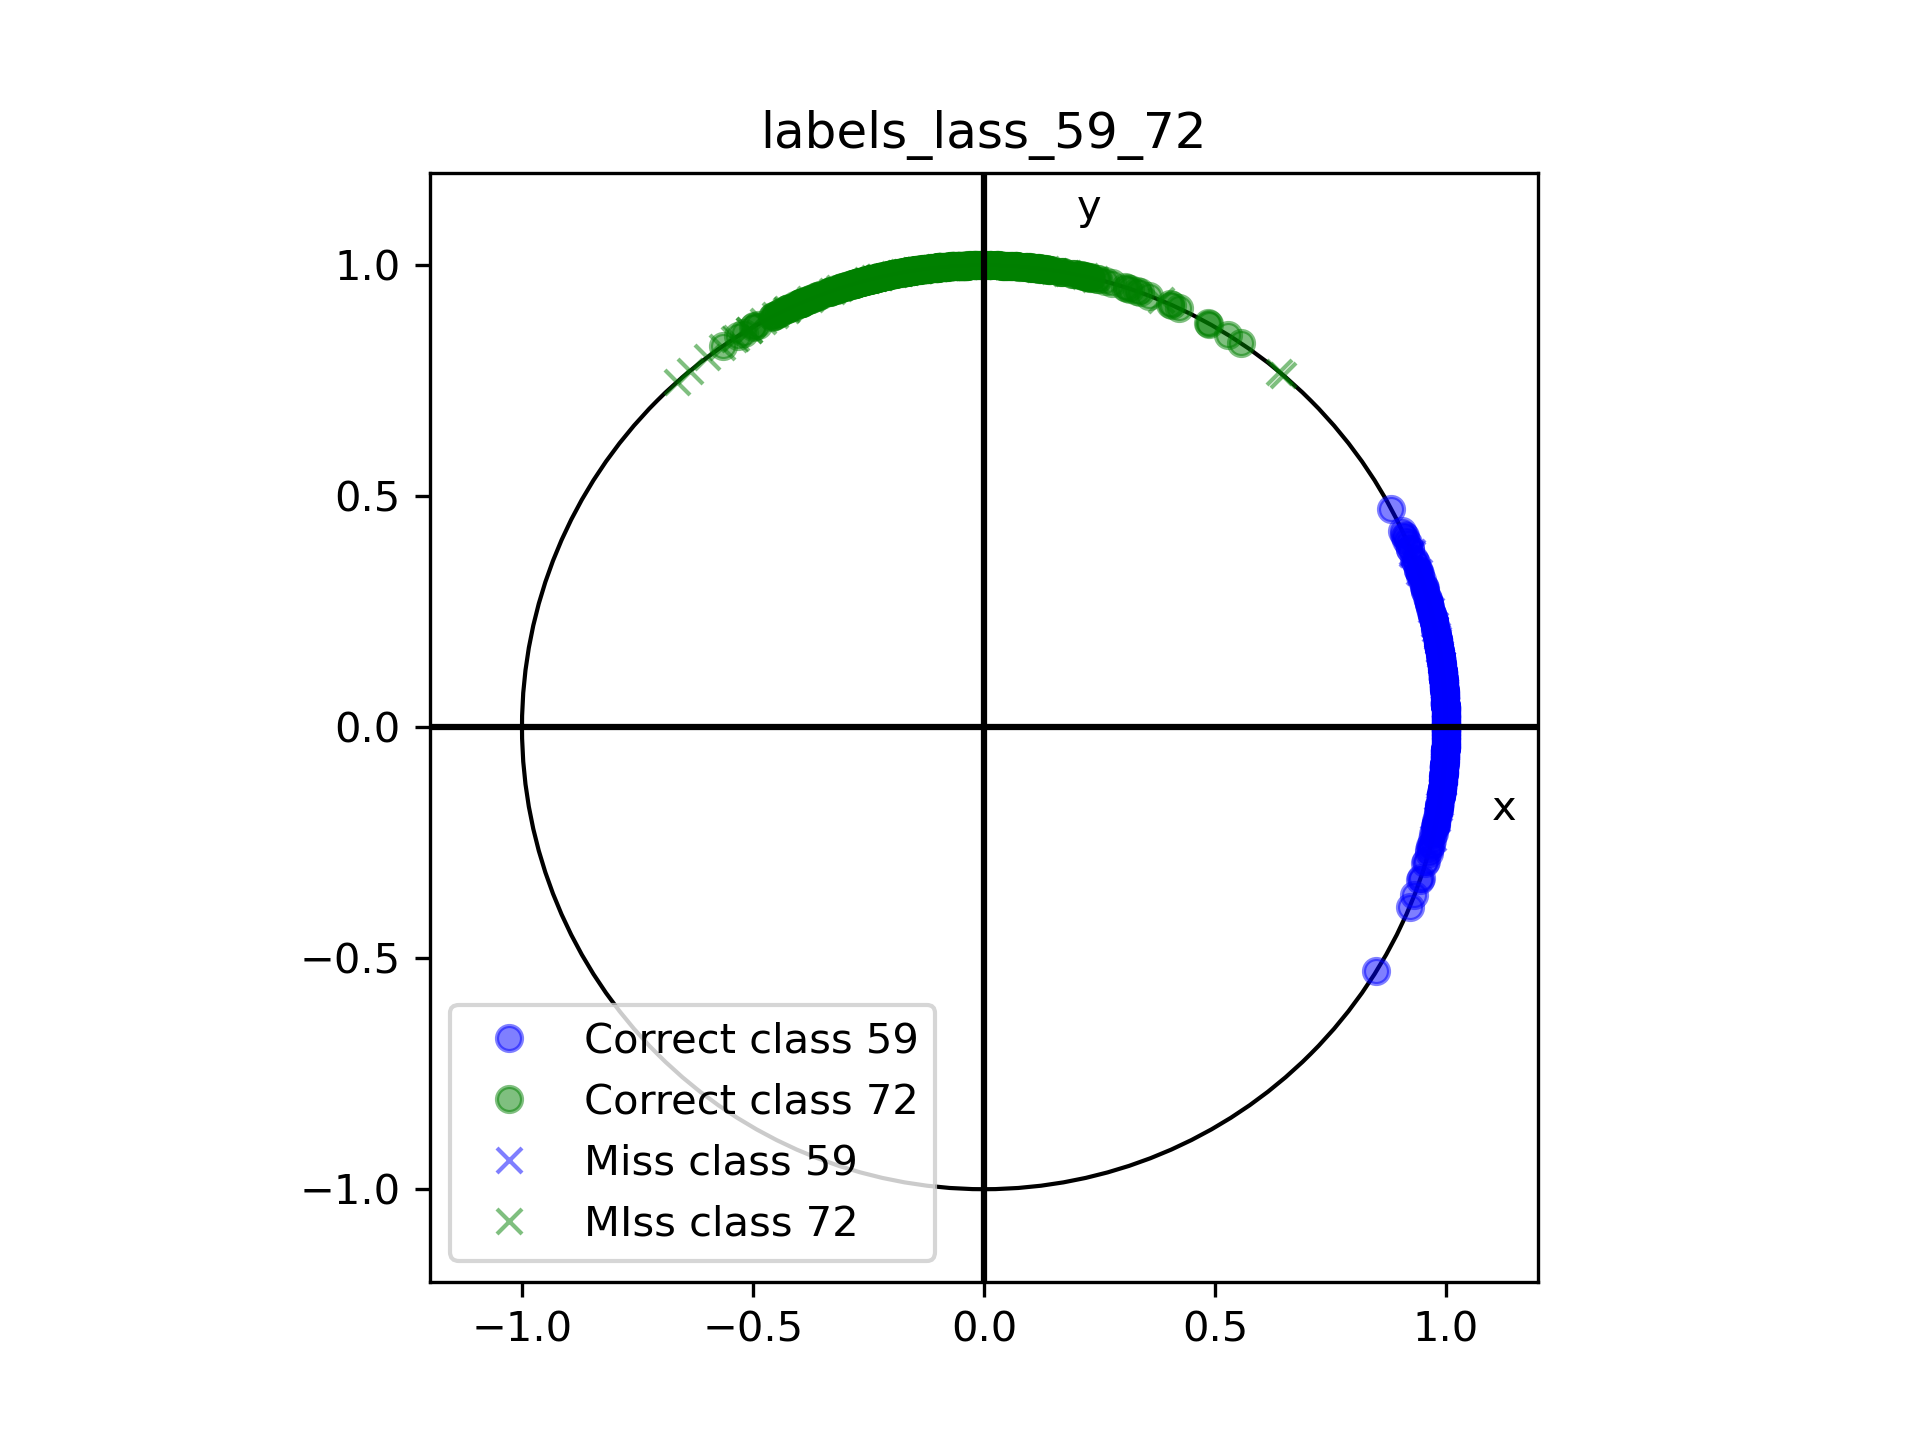 labels_lass_59_72
y
1.0
0.5
0.0
x
−0.5
−1.0
Correct class 59
Correct class 72
Miss class 59
MIss class 72
−1.0 −0.5 0.0 0.5 1.0